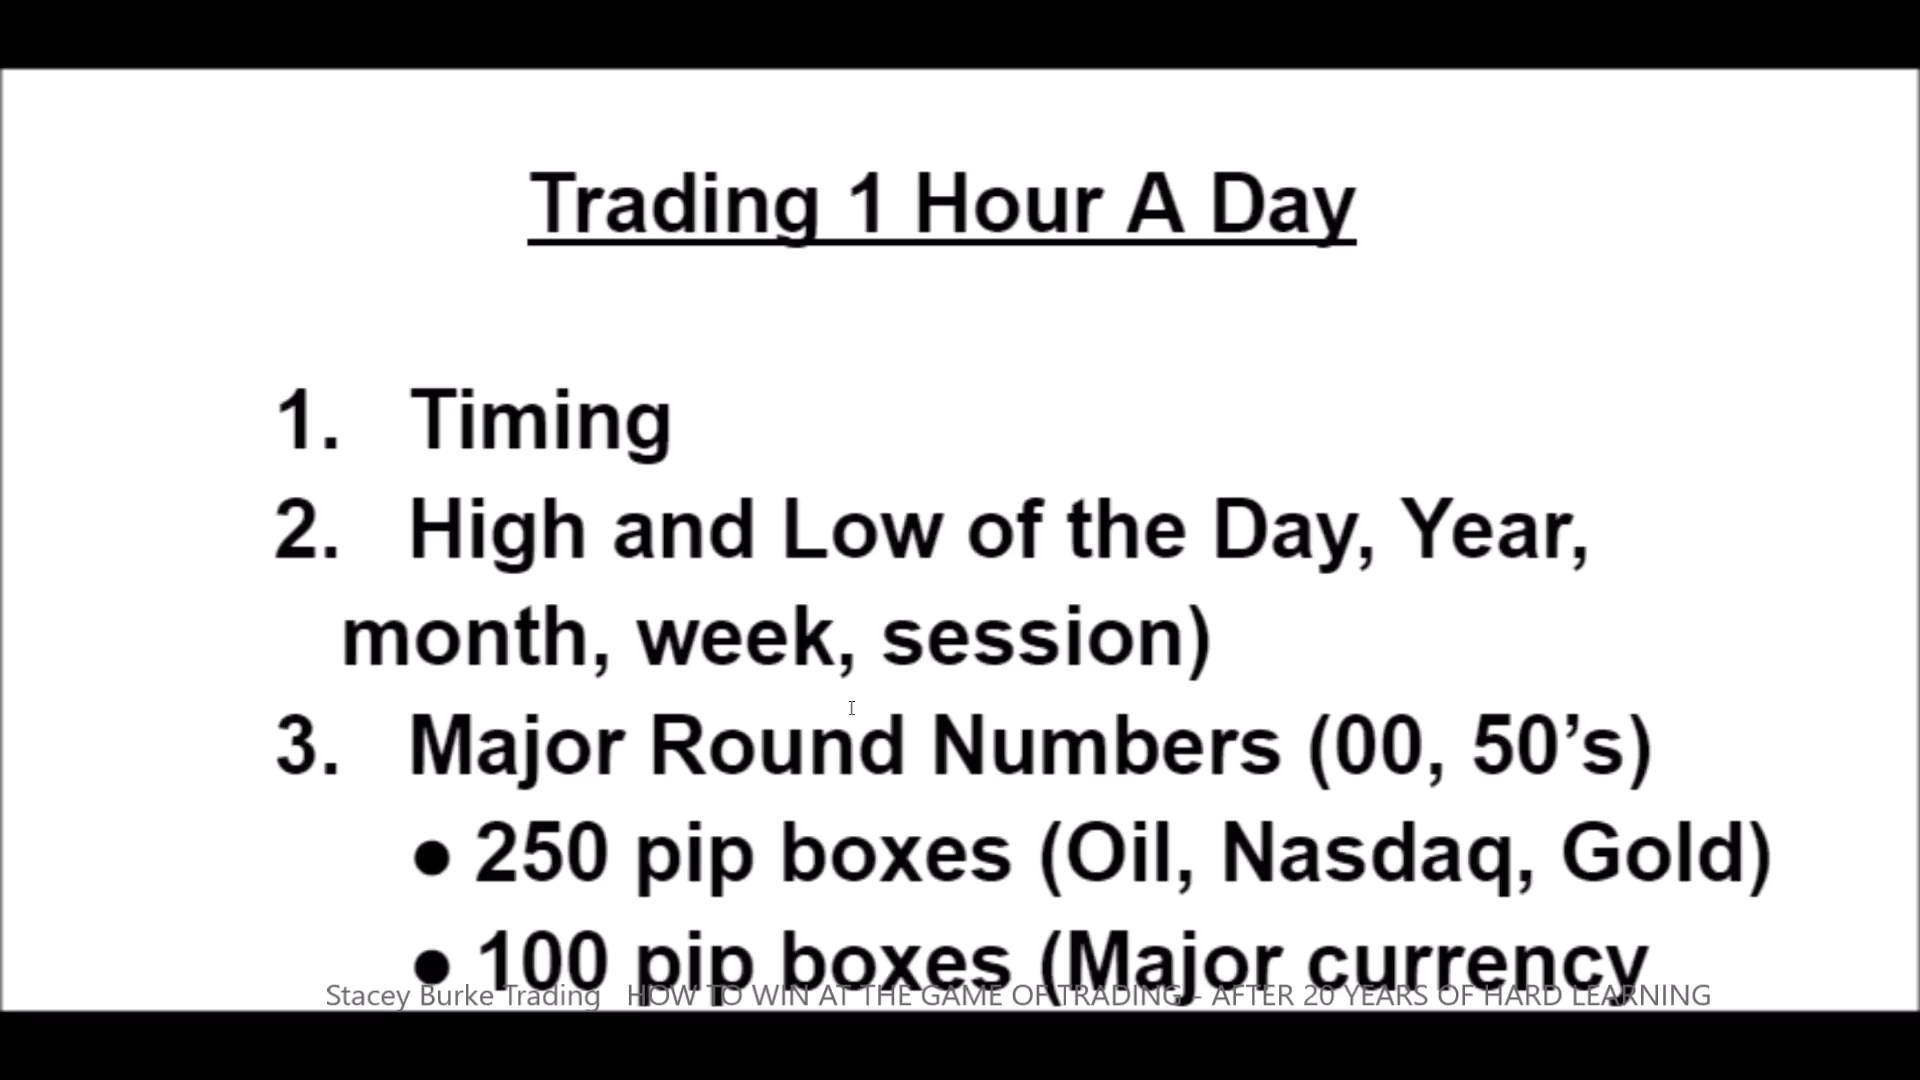 Trading 1 Hour A Day
1. Timing
2. High and Low of the Day, Year,
month, week, session)
3. Major Round Numbers (00, 50’s)
● 250 pip boxes (Oil, Nasdaq, Gold)
● 100 pip boxes (Major currency
Stacey Burke Trading HOW TO WIN AT THE GAME OF TRADING - AFTER 20 YEARS OF HARD LEARNING